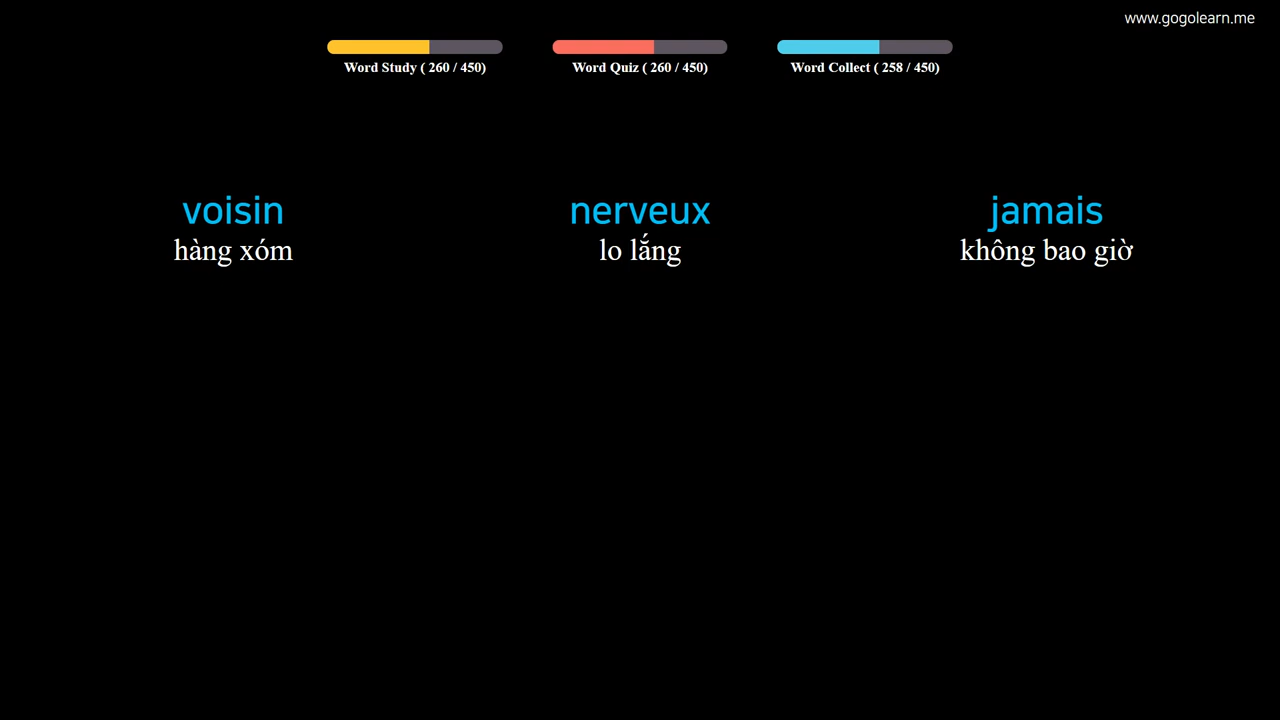 www.gogolearn.me
Word Study ( 260 / 450)
Word Quiz ( 260 / 450)
Word Collect ( 258 / 450)
voisin
hàng xóm
nerveux
lo lắng
jamais
không bao giờ